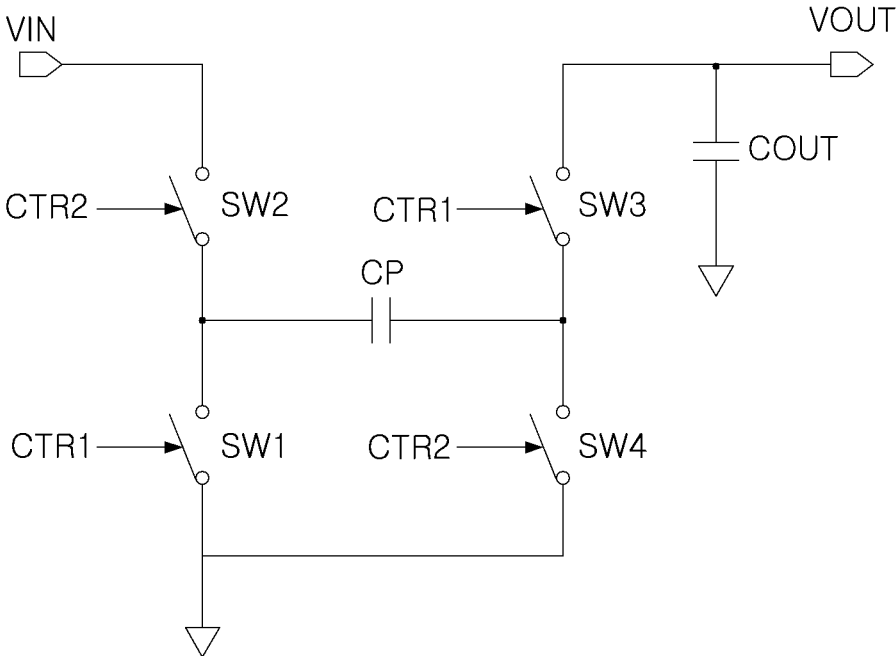 VIN
VOUT
COUT
CTR2
SW2
CTR1
SW3
CP
CTR1
SW1
CTR2
SW4